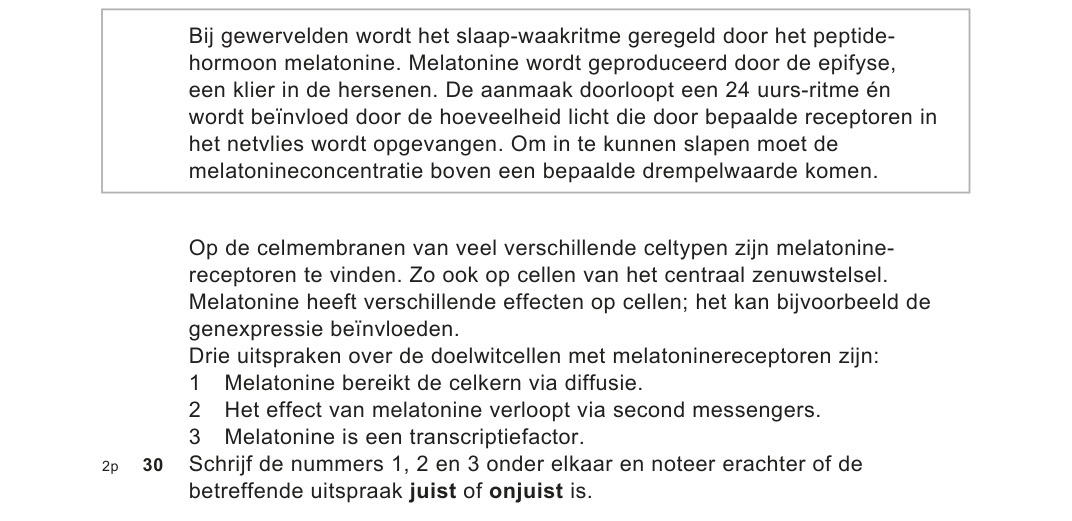 Bij gewervelden wordt het slaap-waakritme geregeld door het peptide-
hormoon melatonine. Melatonine wordt geproduceerd door de epifyse,
een klier in de hersenen. De aanmaak doorloopt een 24 uurs-ritme én
wordt beïnvloed door de hoeveelheid licht die door bepaalde receptoren in
het netvlies wordt opgevangen. Om in te kunnen slapen moet de
melatonineconcentratie boven een bepaalde drempelwaarde komen.
Op de celmembranen van veel verschillende celtypen zijn melatonine-
receptoren te vinden. Zo ook op cellen van het centraal zenuwstelsel.
Melatonine heeft verschillende effecten op cellen; het kan bijvoorbeeld de
genexpressie beïnvloeden.
Drie uitspraken over de doelwitcellen met melatoninereceptoren zijn:
1 Melatonine bereikt de celkern via diffusie.
2 Het effect van melatonine verloopt via second messengers.
3 Melatonine is een transcriptiefactor.
2p 30 Schrijf de nummers 1, 2 en 3 onder elkaar en noteer erachter of de
betreffende uitspraak juist of onjuist is.